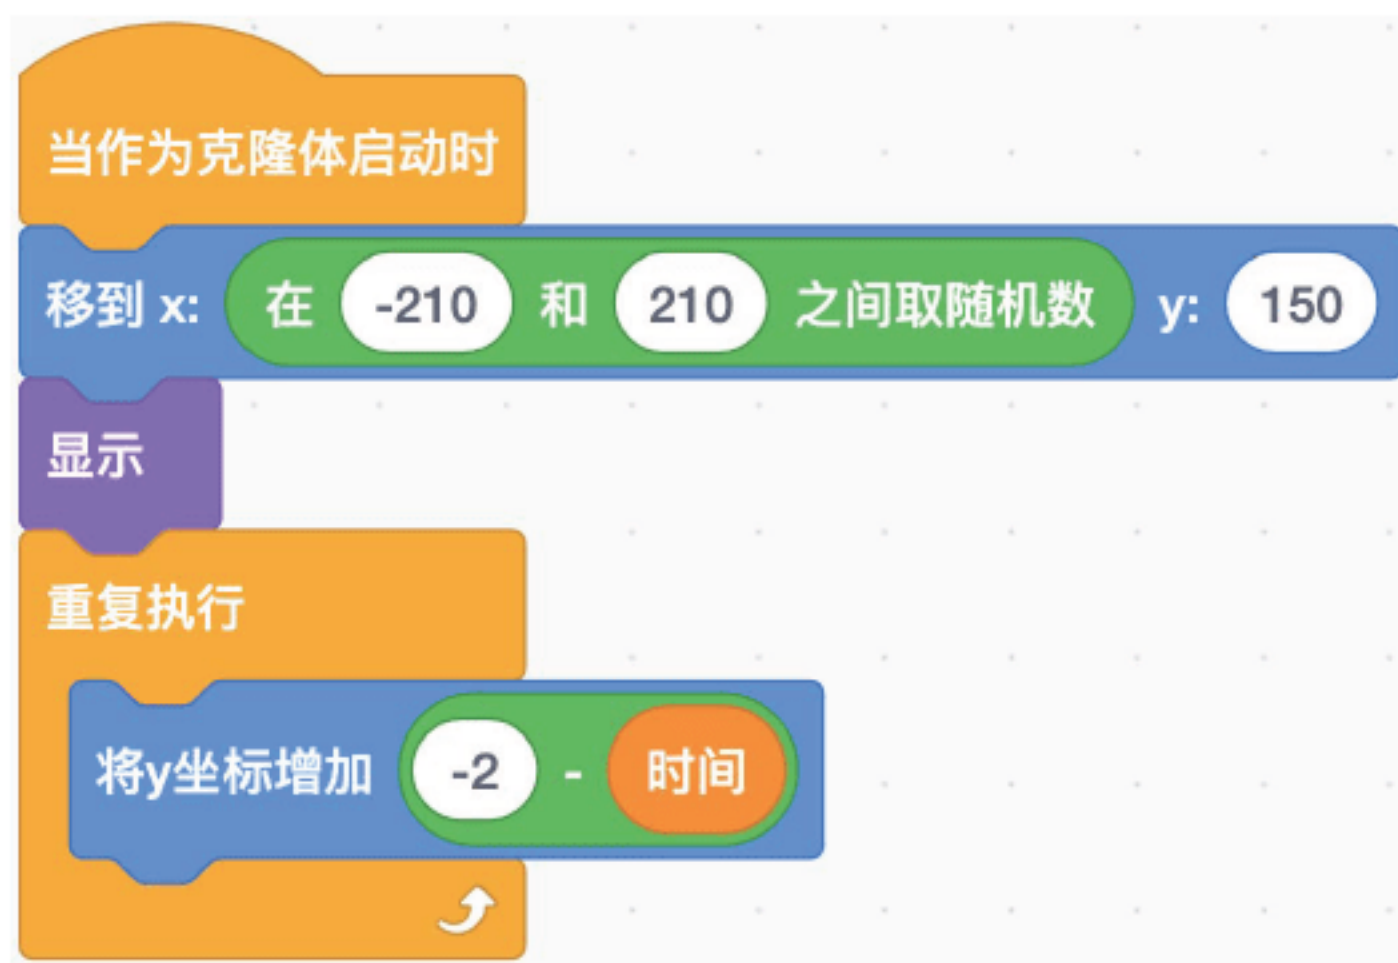 当作为克隆体启动时
移到 x: 在 -210 和 210 之间取随机数 y: 150
显示
重复执行
将y坐标增加 -2 - 时间